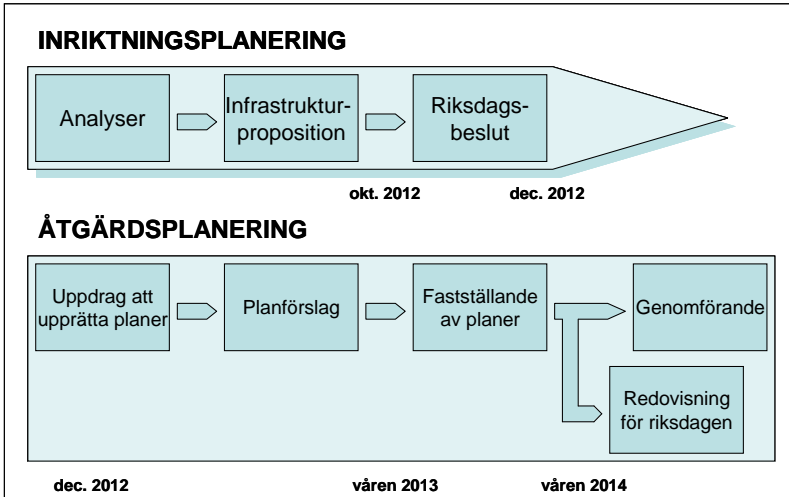 INRIKTNINGSPLANERING
Analyser
Infrastruktur-
proposition
Riksdags-
beslut
okt. 2012
dec. 2012
ÅTGÄRDSPLANERING
Uppdrag att
upprätta planer
Planförslag
Fastställande
av planer
Genomförande
Redovisning
för riksdagen
dec. 2012
våren 2013
våren 2014